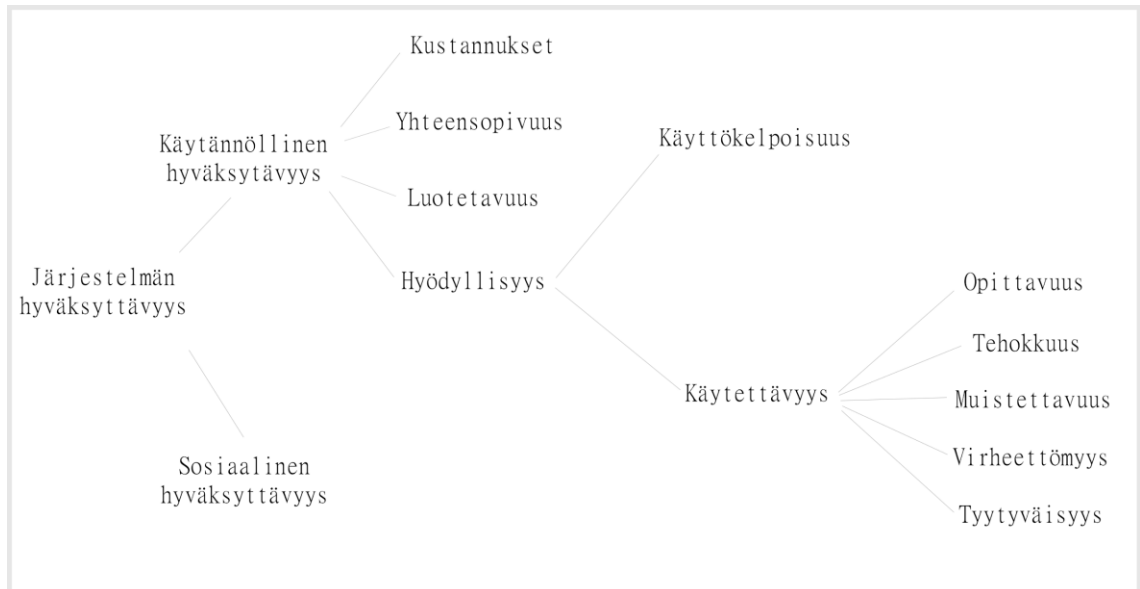 Kustannukset
Yhteensopivuus
Käytännöllinen
hyväksytävyys
Käyttökelpoisuus
Luotetavuus
Järjestelmän
hyväksyttävyys
Hyödyllisyys
Opittavuus
Tehokkuus
Käytettävyys
Muistettavuus
Virheettömyys
Sosiaalinen
hyväksyttävyys
Tyytyväisyys